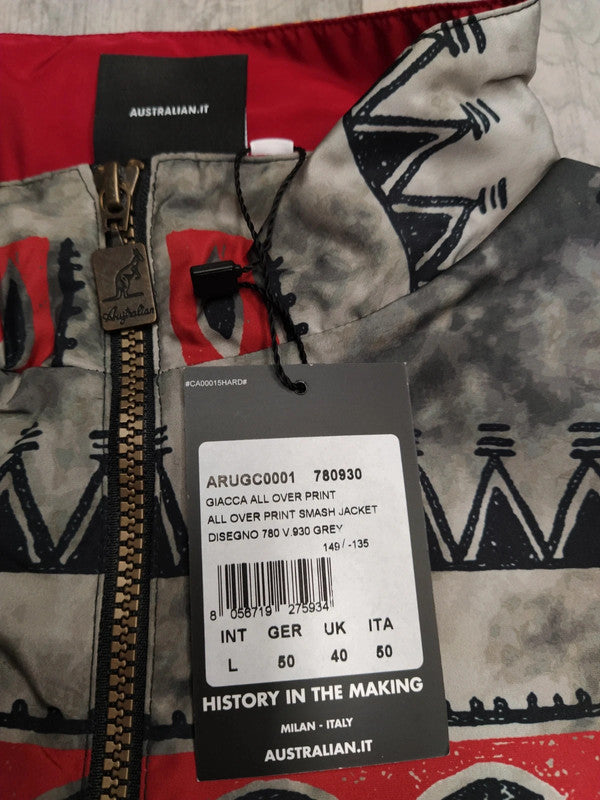 AUSTRALIAN.IT
Australian
#CA00015HARD#
ARUGC0001 780930
GIACCA ALL OVER PRINT
ALL OVER PRINT SMASH JACKET
DISEGNO 780 V.930 GREY
149/-135
8 056719 275934
INT GER UK ITA
L 50 40 50
HISTORY IN THE MAKING
MILAN - ITALY
AUSTRALIAN.IT